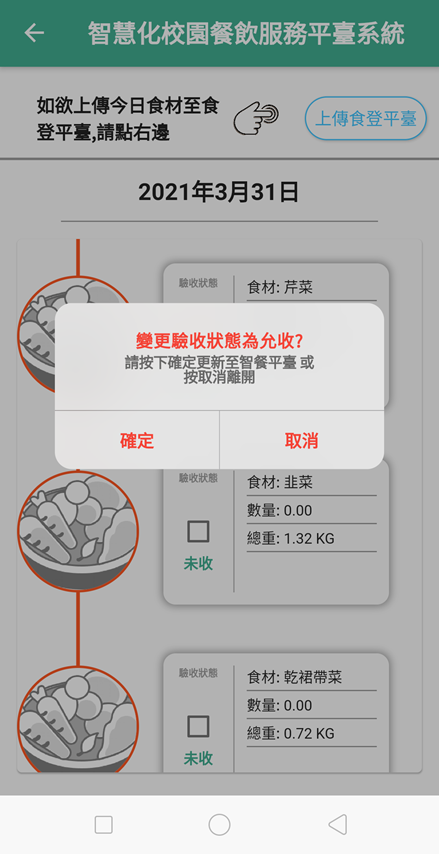 智慧化校園餐飲服務平臺系統
如欲上傳今日食材至食
登平臺,請點右邊
上傳食登平臺
2021年3月31日
驗收狀態
食材: 芹菜
變更驗收狀態為允收?
請按下確定更新至智餐平臺 或
按取消離開
確定
取消
驗收狀態
食材: 韭菜
數量: 0.00
總重: 1.32 KG
未收
驗收狀態
食材: 乾裙帶菜
數量: 0.00
總重: 0.72 KG
未收